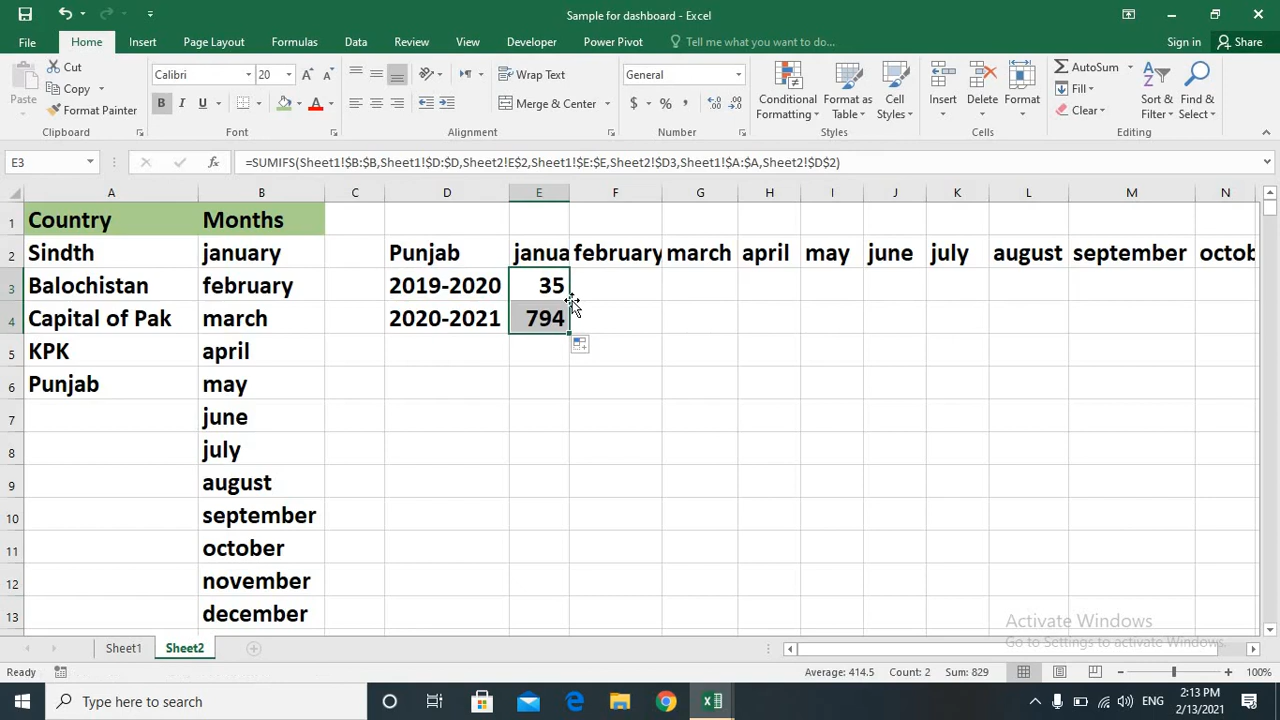 Sample for dashboard - Excel
File Home Insert Page Layout Formulas Data Review View Developer Power Pivot Tell me what you want to do... Sign in Share
Paste
Cut
Copy
Format Painter
Clipboard
Calibri 20
B I U
Font
Wrap Text
Merge & Center
Alignment
General
$ % ,
Number
Conditional Formatting
Format as Table
Cell Styles
Styles
Insert Delete Format
Cells
AutoSum
Fill
Clear
Sort & Filter
Find & Select
Editing
E3 fx =SUMIFS(Sheet1!$B:$B,Sheet1!$D:$D,Sheet2!E$2,Sheet1!$E:$E,Sheet2!$D3,Sheet1!$A:$A,Sheet2!$D$2)
A B C D E F G H I J K L M N
1 Country Months
2 Sindth january Punjab janua february march april may june july august september octob
3 Balochistan february 2019-2020 35
4 Capital of Pak march 2020-2021 794
5 KPK april
6 Punjab may
7 june
8 july
9 august
10 september
11 october
12 november
13 december
Activate Windows
Go to Settings to activate Windows.
Sheet1 Sheet2
Ready Average: 414.5 Count: 2 Sum: 829 100%
Type here to search
ENG
2:13 PM
2/13/2021